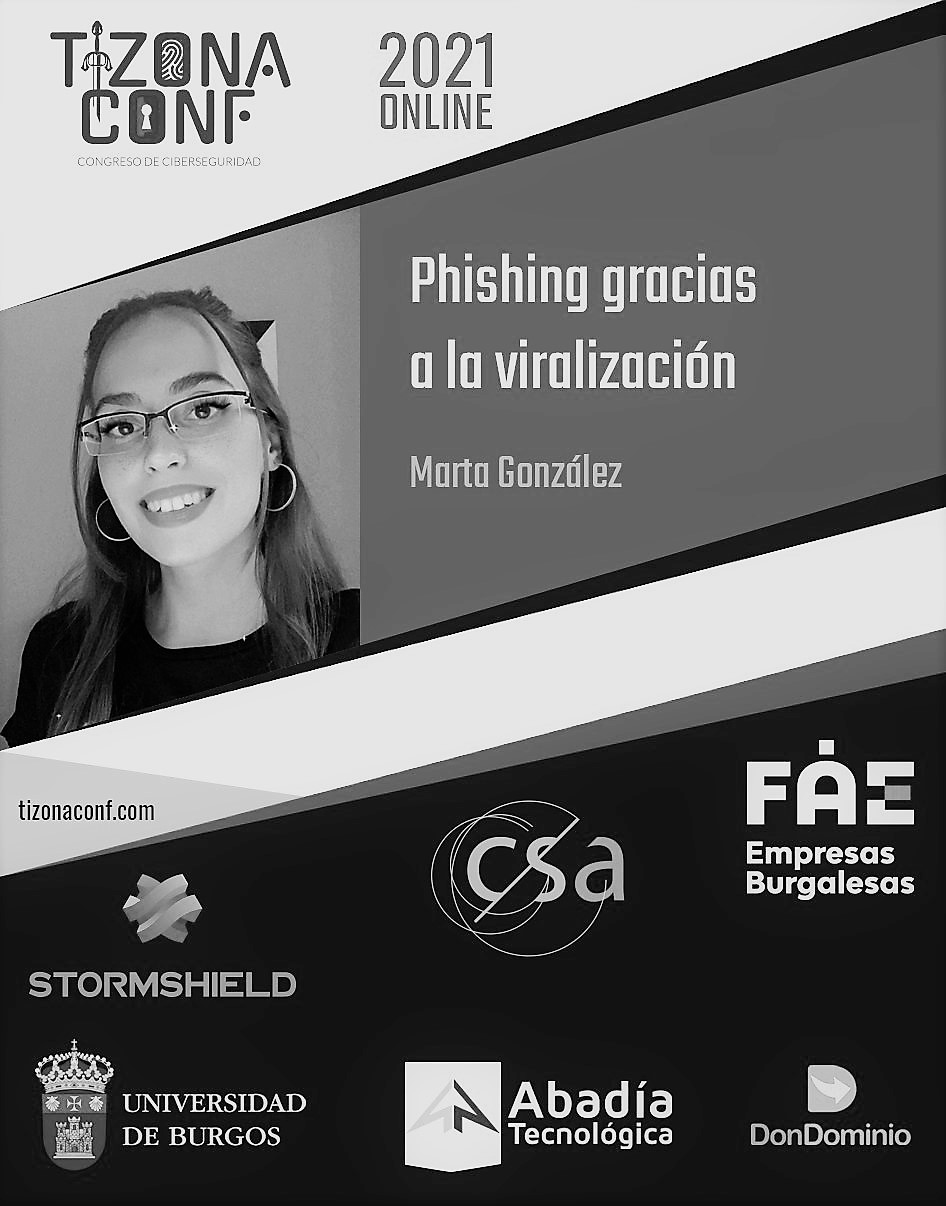 TIZONA
CONF
CONGRESO DE CIBERSEGURIDAD
2021
ONLINE
Phishing gracias
a la viralización
Marta González
tizonaconf.com
STORMSHIELD
csa
FAE
Empresas
Burgalesas
UNIVERSIDAD
DE BURGOS
Abadía
Tecnológica
DonDominio